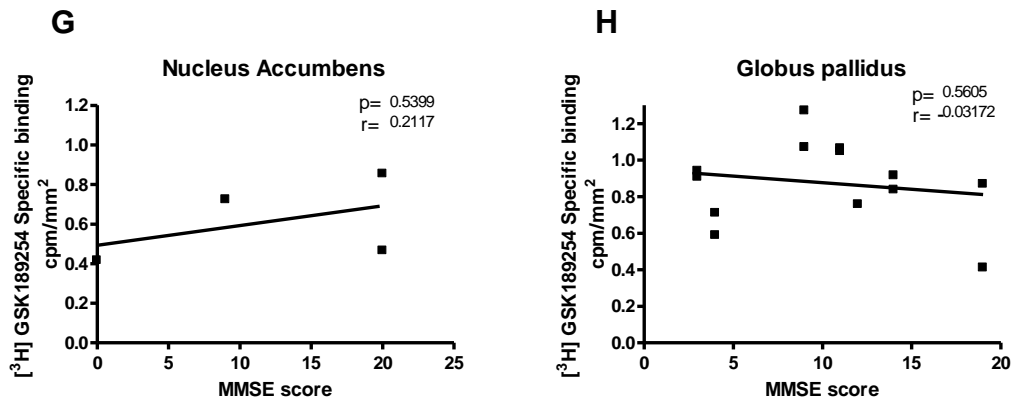 G
Nucleus Accumbens
p= 0.5399
r= 0.2117
[³H] GSK189254 Specific binding
cpm/mm²
1.2
1.0
0.8
0.6
0.4
0.2
0.0
0 5 10 15 20 25
MMSE score
H
Globus pallidus
p= 0.5605
r= -0.03172
[³H] GSK189254 Specific binding
cpm/mm²
1.2
1.0
0.8
0.6
0.4
0.2
0.0
0 5 10 15 20
MMSE score